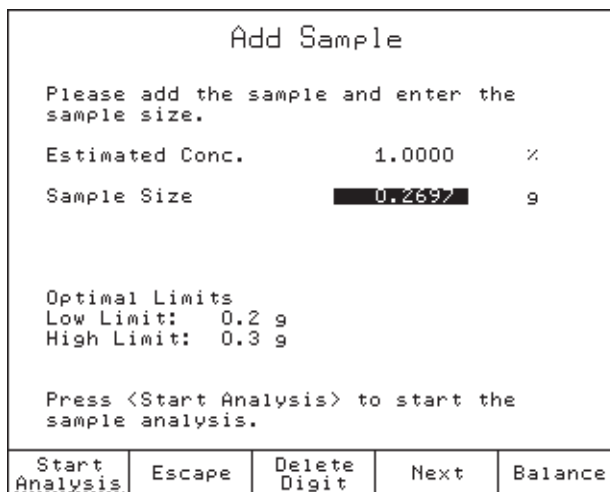 Add Sample
Please add the sample and enter the
sample size.
Estimated Conc. 1.0000 %
Sample Size 0.2697 g
Optimal Limits
Low Limit: 0.2 g
High Limit: 0.3 g
Press <Start Analysis> to start the
sample analysis.
Start Analysis Escape Delete Digit Next Balance